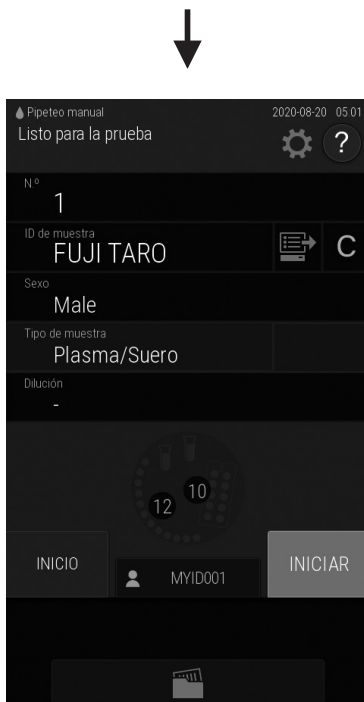 Pipeteo manual
2020-08-20 05:01
Listo para la prueba
?
Nº
1
ID de muestra
FUJI TARO
C
Sexo
Male
Tipo de muestra
Plasma/Suero
Dilución
-
12
10
INICIO
MYID001
INICIAR